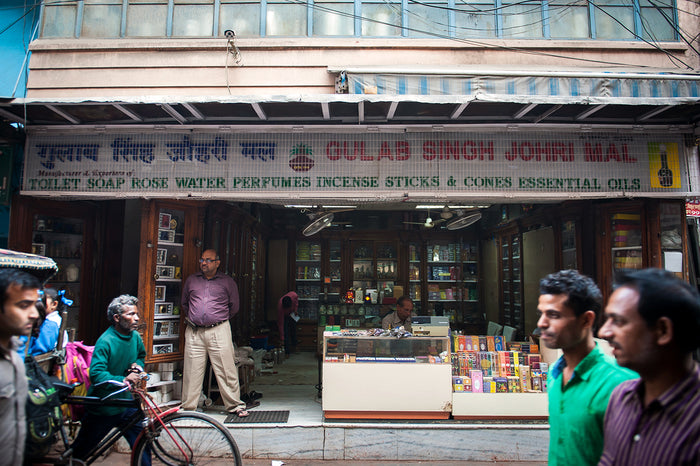 गुलाब सिंह जौहरी मल GULAB SINGH JOHRI MAL
Manufacturer & Exporters of
TOILET SOAP ROSE WATER PERFUMES INCENSE STICKS & CONES ESSENTIAL OILS